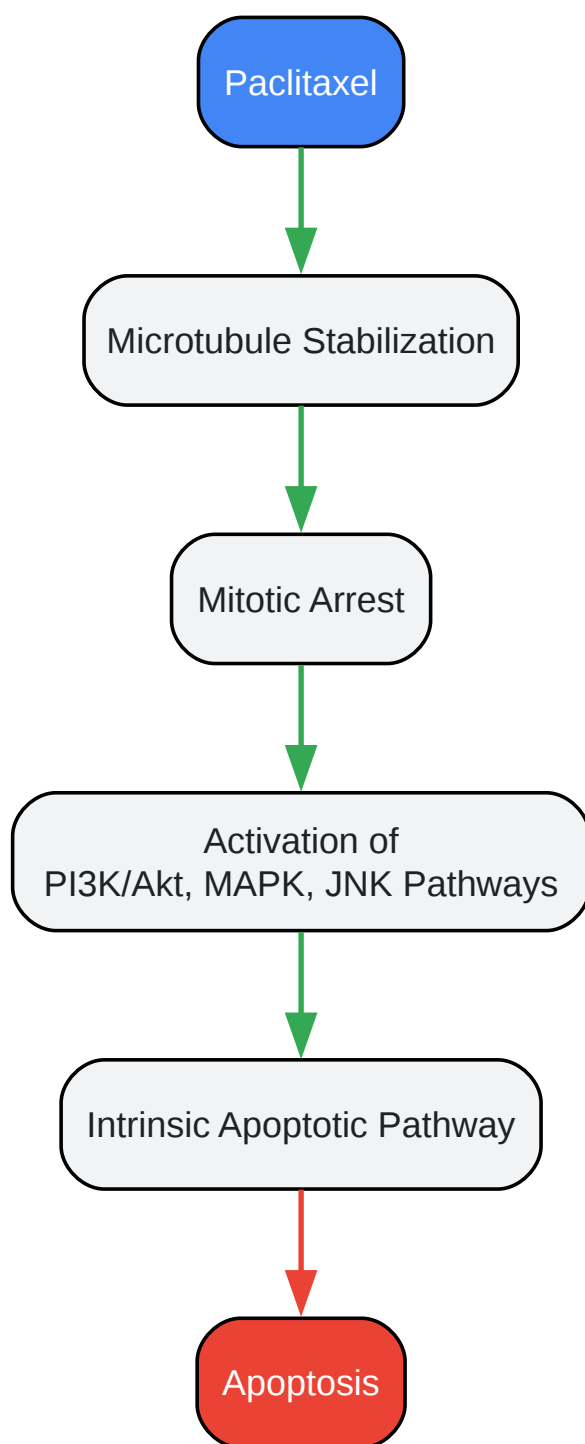 Paclitaxel
Microtubule Stabilization
Mitotic Arrest
Activation of
PI3K/Akt, MAPK, JNK Pathways
Intrinsic Apoptotic Pathway
Apoptosis